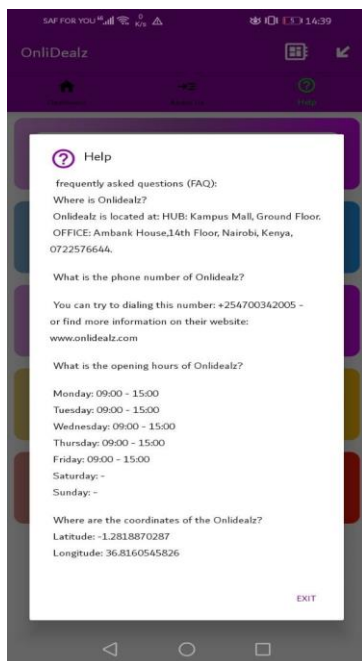 SAF FOR YOU 0 K/s 14:39
OnliDealz
Help
Help
frequently asked questions (FAQ):
Where is Onlidealz?
Onlidealz is located at: HUB: Kampus Mall, Ground Floor.
OFFICE: Ambank House,14th Floor, Nairobi, Kenya,
0722576644.
What is the phone number of Onlidealz?
You can try to dialing this number: +254700342005 -
or find more information on their website:
www.onlidealz.com
What is the opening hours of Onlidealz?
Monday: 09:00 - 15:00
Tuesday: 09:00 - 15:00
Wednesday: 09:00 - 15:00
Thursday: 09:00 - 15:00
Friday: 09:00 - 15:00
Saturday: -
Sunday: -
Where are the coordinates of the Onlidealz?
Latitude: -1.2818870287
Longitude: 36.8160545826
EXIT